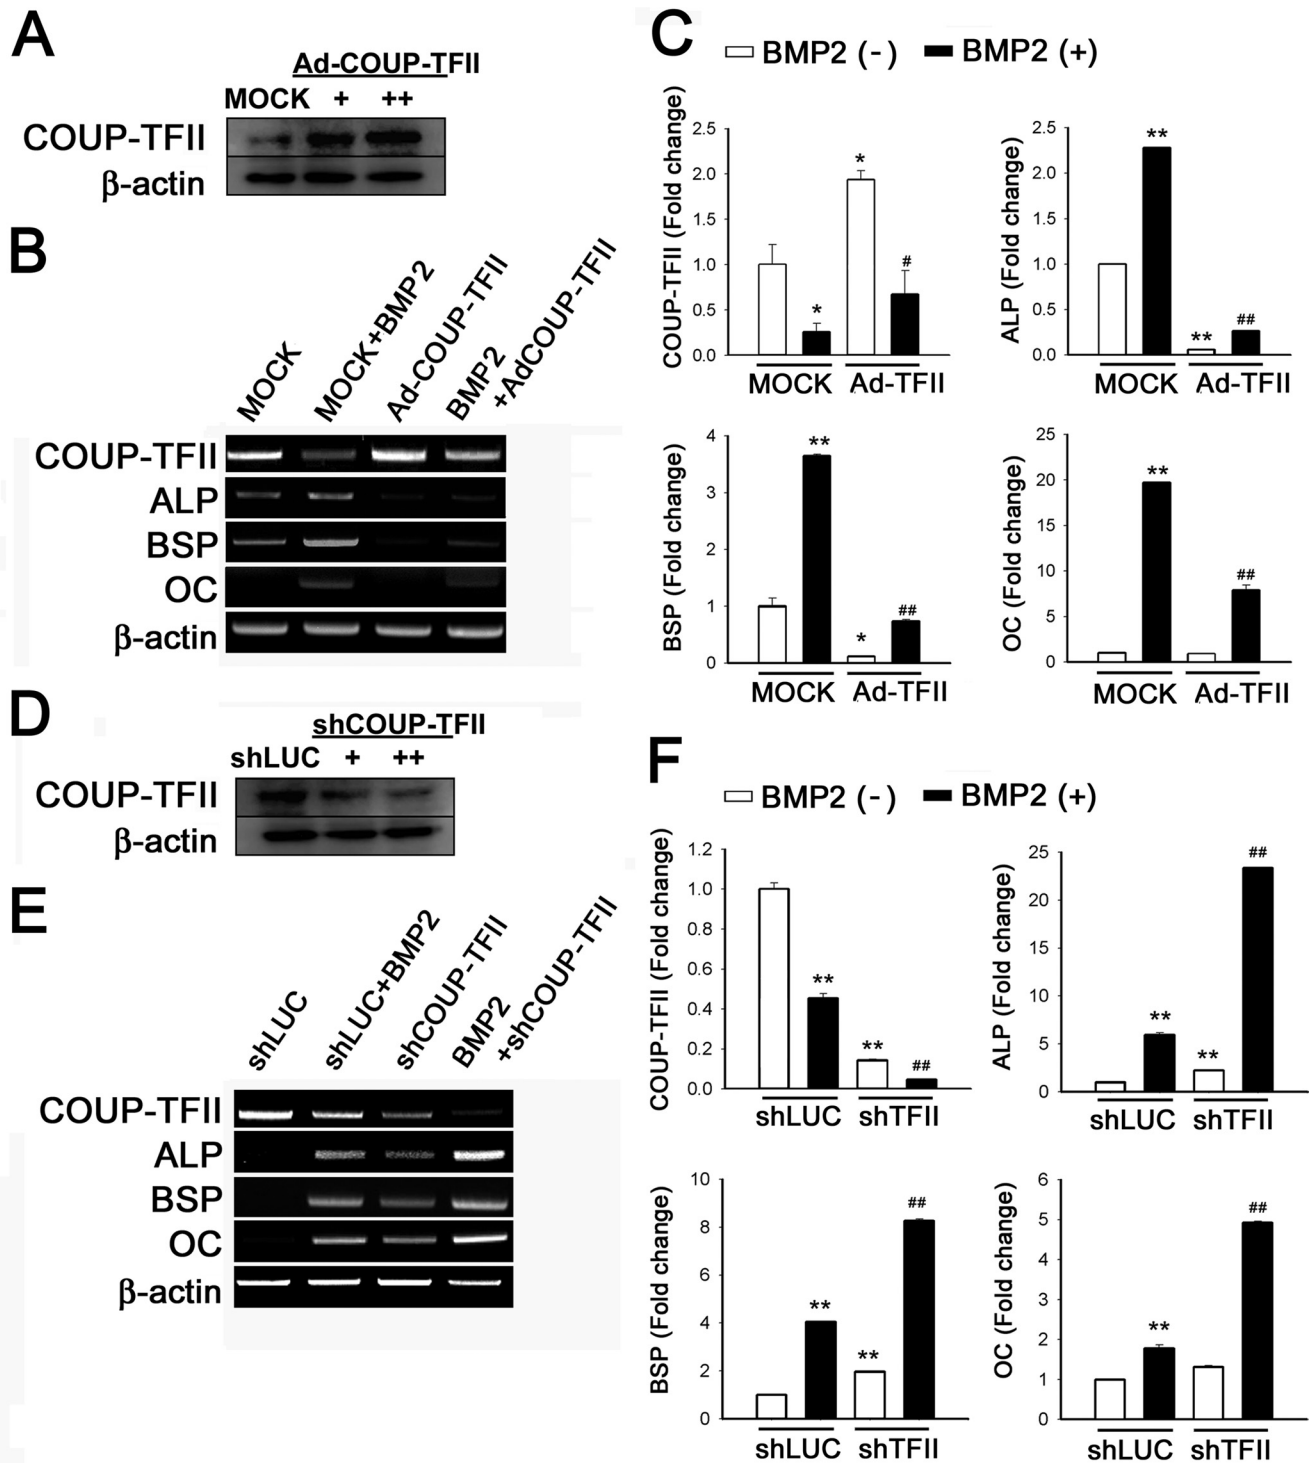 A
Ad-COUP-TFII
MOCK + ++
COUP-TFII
β-actin
B
MOCK
MOCK+BMP2
Ad-COUP-TFII
BMP2
+AdCOUP-TFII
COUP-TFII
ALP
BSP
OC
β-actin
C
BMP2 (-) BMP2 (+)
COUP-TFII (Fold change)
2.5
2.0
1.5
1.0
0.5
0.0
* * * #
MOCK Ad-TFII
ALP (Fold change)
2.5
2.0
1.5
1.0
0.5
0.0
** ** ##
MOCK Ad-TFII
BSP (Fold change)
4
3
2
1
0
** * ##
MOCK Ad-TFII
OC (Fold change)
25
20
15
10
5
0
** ##
MOCK Ad-TFII
D
shCOUP-TFII
shLUC + ++
COUP-TFII
β-actin
E
shLUC
shLUC+BMP2
shCOUP-TFII
BMP2
+shCOUP-TFII
COUP-TFII
ALP
BSP
OC
β-actin
F
BMP2 (-) BMP2 (+)
COUP-TFII (Fold change)
1.2
1.0
0.8
0.6
0.4
0.2
0.0
** ** ##
shLUC shTFII
ALP (Fold change)
25
20
15
10
5
0
** ** ##
shLUC shTFII
BSP (Fold change)
10
8
6
4
2
0
** ** ##
shLUC shTFII
OC (Fold change)
6
5
4
3
2
1
0
** ##
shLUC shTFII